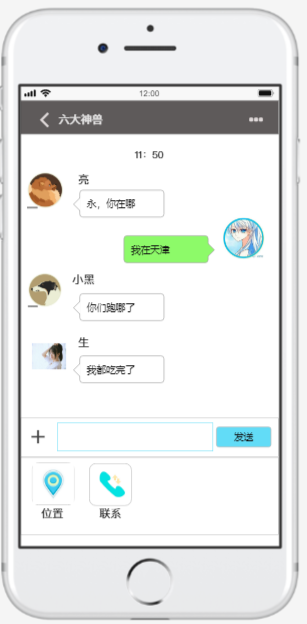 12:00
六大神兽
11：50
亮
永，你在哪
我在天津
小黑
你们跑哪了
生
我都吃完了
发送
位置
联系